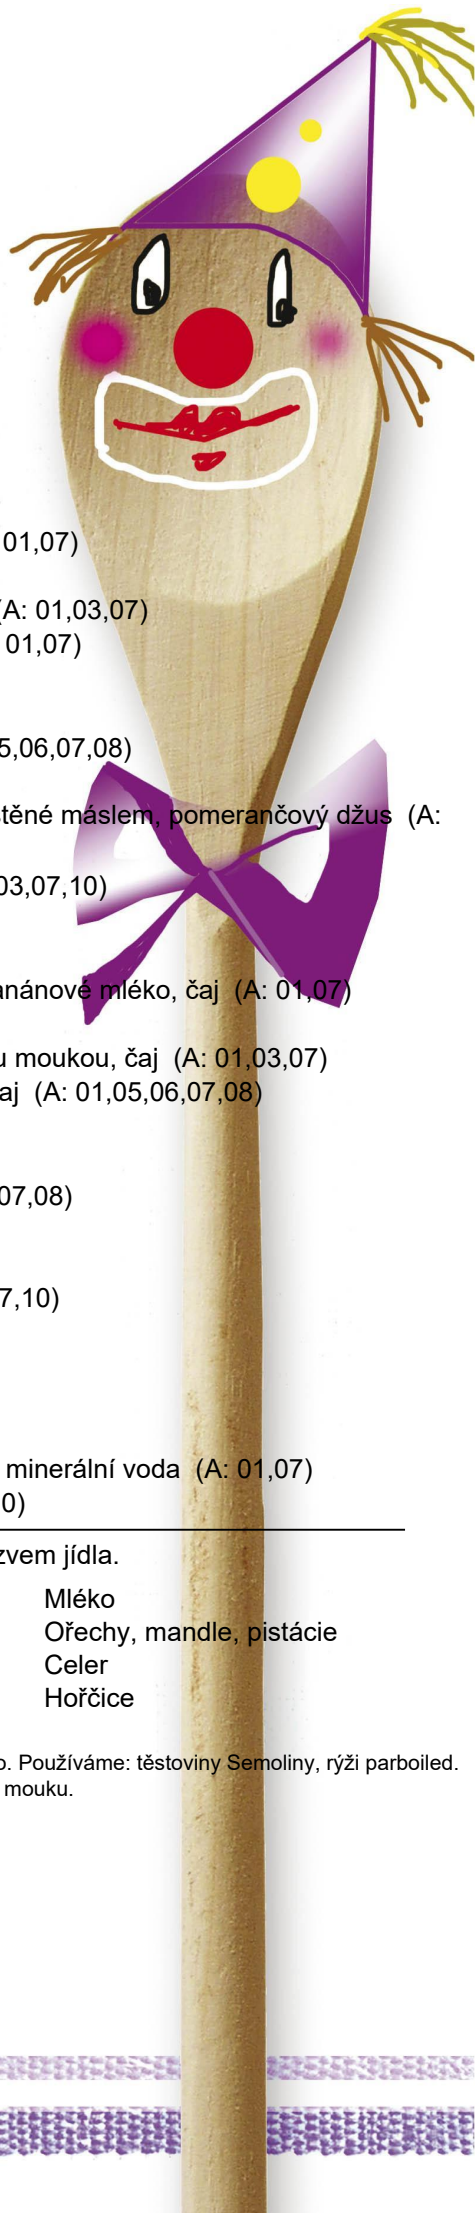 01,07)
(A: 01,03,07)
01,07)
5,06,07,08)
štěné máslem, pomerančový džus (A:
03,07,10)
anánové mléko, čaj (A: 01,07)
u moukou, čaj (A: 01,03,07)
aj (A: 01,05,06,07,08)
07,08)
7,10)
minerální voda (A: 01,07)
0)
zvem jídla.
Mléko
Ořechy, mandle, pistácie
Celer
Hořčice
o. Používáme: těstoviny Semoliny, rýži parboiled.
mouku.